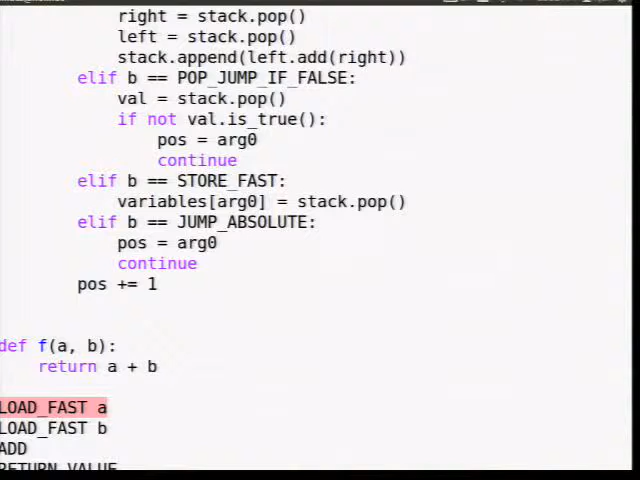 right = stack.pop()
left = stack.pop()
stack.append(left.add(right))
elif b == POP_JUMP_IF_FALSE:
val = stack.pop()
if not val.is_true():
pos = arg0
continue
elif b == STORE_FAST:
variables[arg0] = stack.pop()
elif b == JUMP_ABSOLUTE:
pos = arg0
continue
pos += 1
def f(a, b):
return a + b
LOAD_FAST a
LOAD_FAST b
ADD
RETURN_VALUE